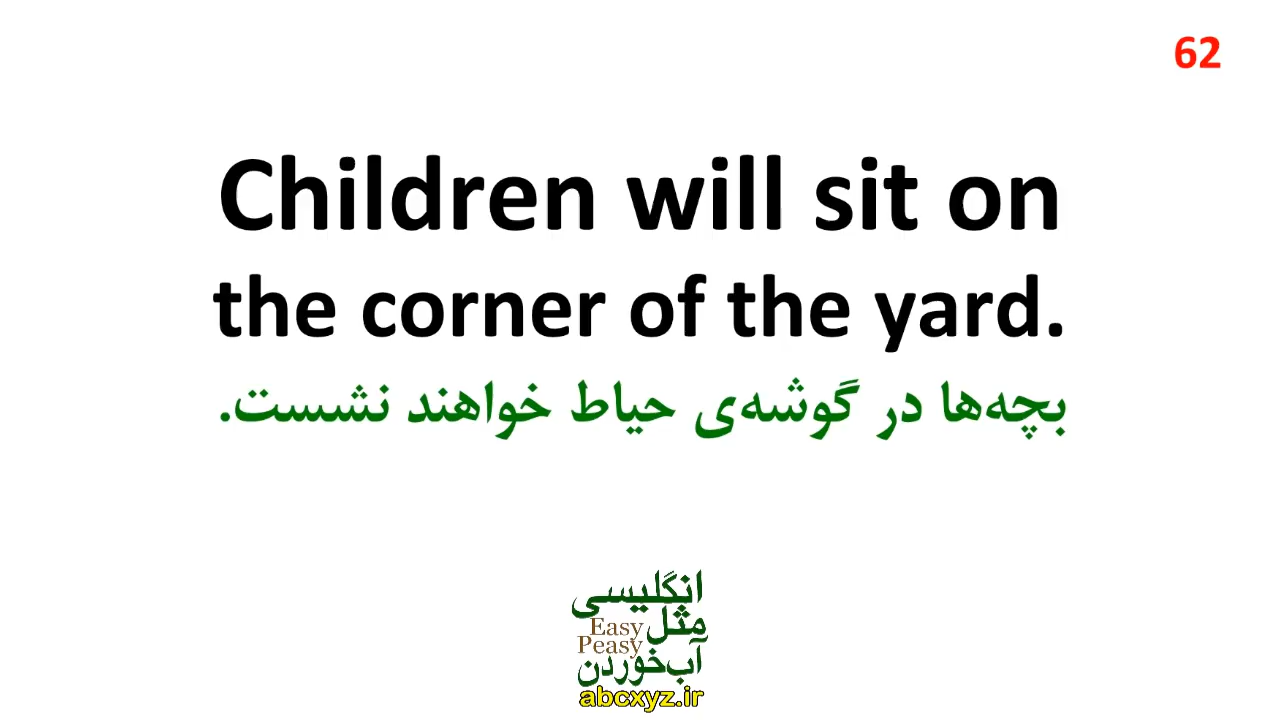 62
Children will sit on
the corner of the yard.
بچه‌ها در گوشه‌ی حیاط خواهند نشست.
انگلیسی
مثل
Easy
Peasy
آب‌خوردن
abcxyz.ir